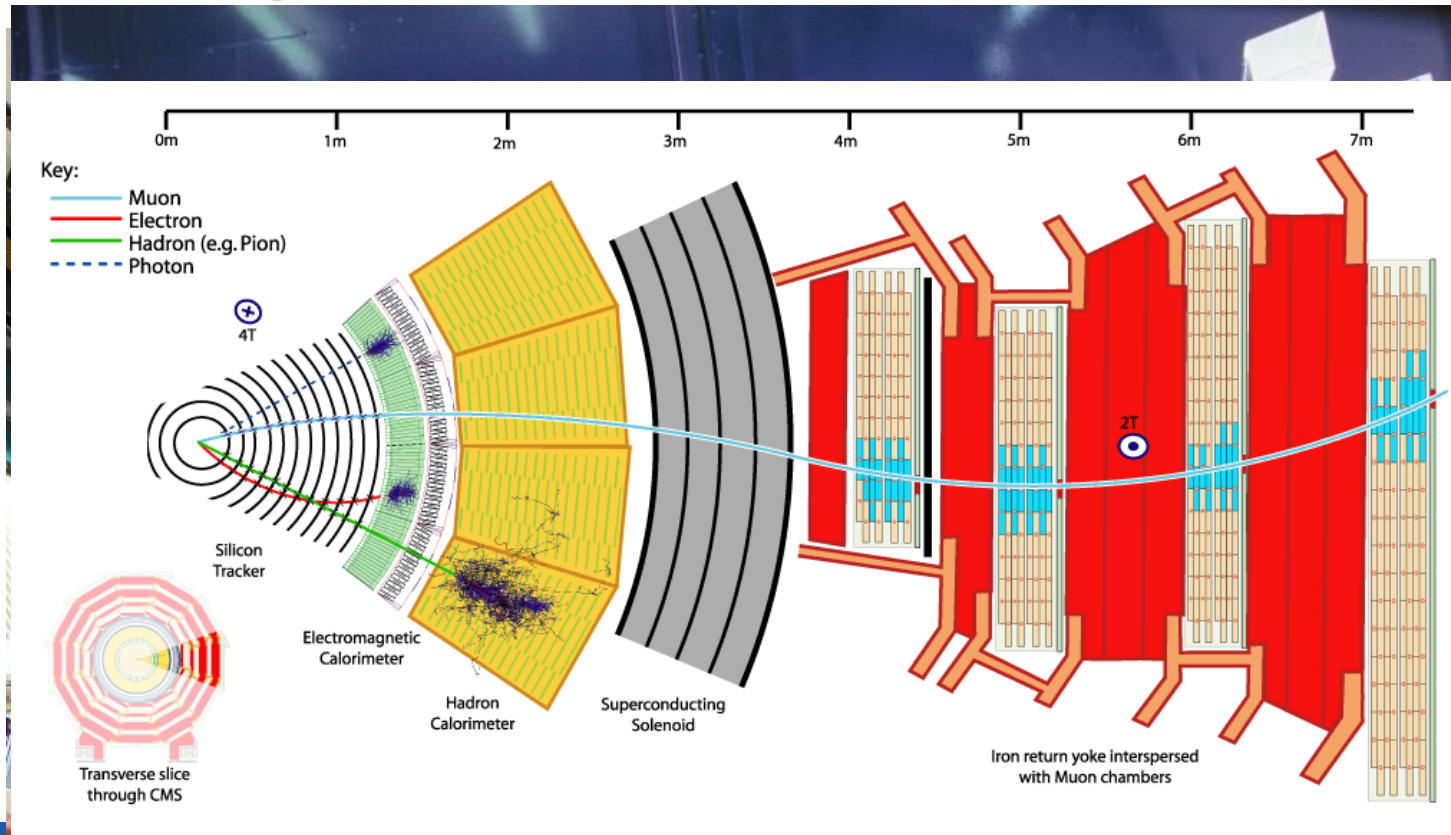 0m
1m
2m
3m
4m
5m
6m
7m
Key:
Muon
Electron
Hadron (e.g. Pion)
Photon
4T
2T
Silicon
Tracker
Electromagnetic
Calorimeter
Hadron
Calorimeter
Superconducting
Solenoid
Iron return yoke interspersed
with Muon chambers
Transverse slice
through CMS